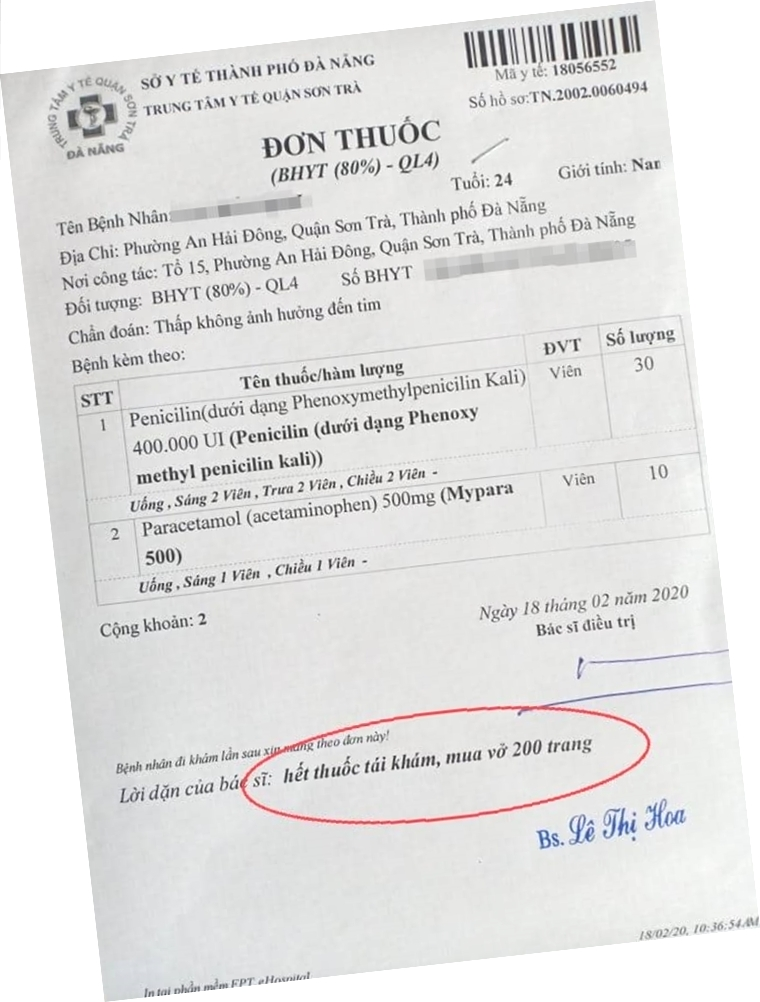 TRUNG TÂM Y TẾ QUẬN SƠN TRÀ
ĐÀ NẴNG
SỞ Y TẾ THÀNH PHỐ ĐÀ NẴNG
TRUNG TÂM Y TẾ QUẬN SƠN TRÀ
Mã y tế: 18056552
Số hồ sơ:TN.2002.0060494
ĐƠN THUỐC
(BHYT (80%) - QL4)
Tên Bệnh Nhân: Tuổi: 24 Giới tính: Nam
Địa Chỉ: Phường An Hải Đông, Quận Sơn Trà, Thành phố Đà Nẵng
Nơi công tác: Tổ 15, Phường An Hải Đông, Quận Sơn Trà, Thành phố Đà Nẵng
Đối tượng: BHYT (80%) - QL4 Số BHYT
Chẩn đoán: Thấp không ảnh hưởng đến tim
Bệnh kèm theo:
STT Tên thuốc/hàm lượng ĐVT Số lượng
1 Penicilin(dưới dạng Phenoxymethylpenicilin Kali) Viên 30
400.000 UI (Penicilin (dưới dạng Phenoxy
methyl penicilin kali))
Uống , Sáng 2 Viên , Trưa 2 Viên , Chiều 2 Viên -
2 Paracetamol (acetaminophen) 500mg (Mypara Viên 10
500)
Uống , Sáng 1 Viên , Chiều 1 Viên -
Cộng khoản: 2
Ngày 18 tháng 02 năm 2020
Bác sĩ điều trị
Bệnh nhân đi khám lần sau xin mang theo đơn này!
Lời dặn của bác sĩ: hết thuốc tái khám, mua vở 200 trang
Bs. Lê Thị Hoa
18/02/20, 10:36:54AM
In tại phần mềm FPT. eHospital